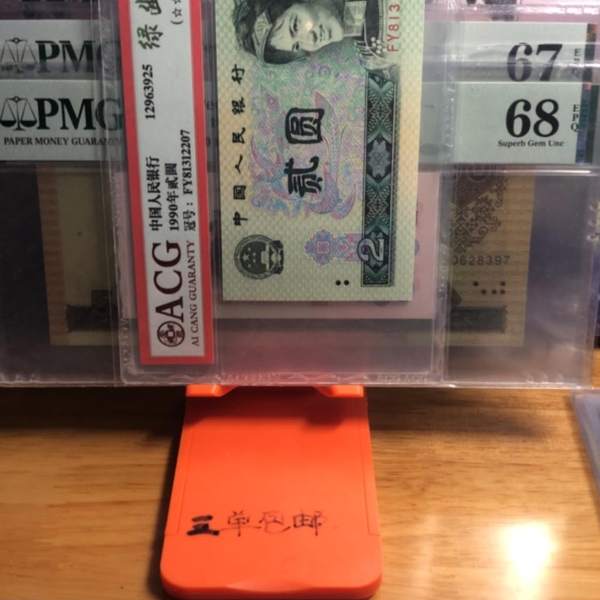 PMG
67
PMG
PAPER MONEY
68
EPQ
Superb Gem Unc
ACG
AI CANG GUARANTY
中国人民银行
12963925
1990年贰圆
冠号：FY81312207
绿幽
中国人民银行
贰圆
2
FY813
0628397
三单包邮